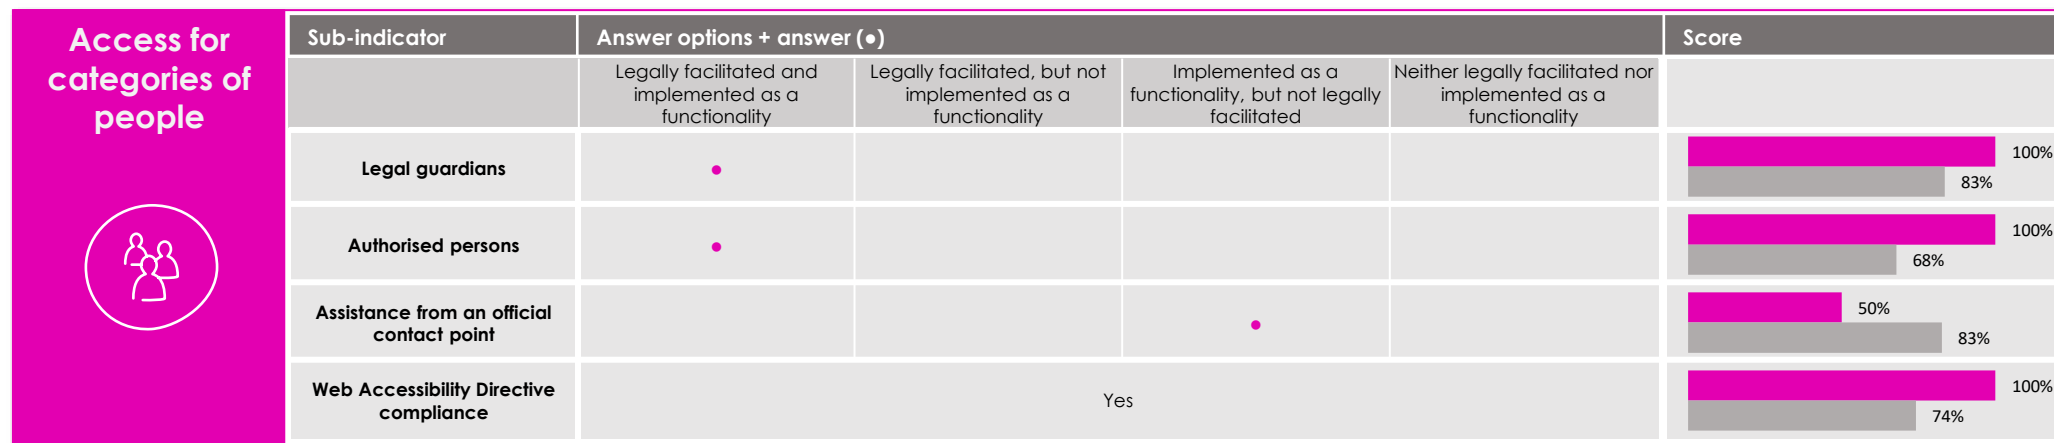 Access for
categories of
people
Sub-indicator
Answer options + answer (●)
Score
Legally facilitated and
implemented as a
functionality
Legally facilitated, but not
implemented as a
functionality
Implemented as a
functionality, but not legally
facilitated
Neither legally facilitated nor
implemented as a
functionality
Legal guardians
●
100%
83%
Authorised persons
●
100%
68%
Assistance from an official
contact point
●
50%
83%
Web Accessibility Directive
compliance
Yes
100%
74%